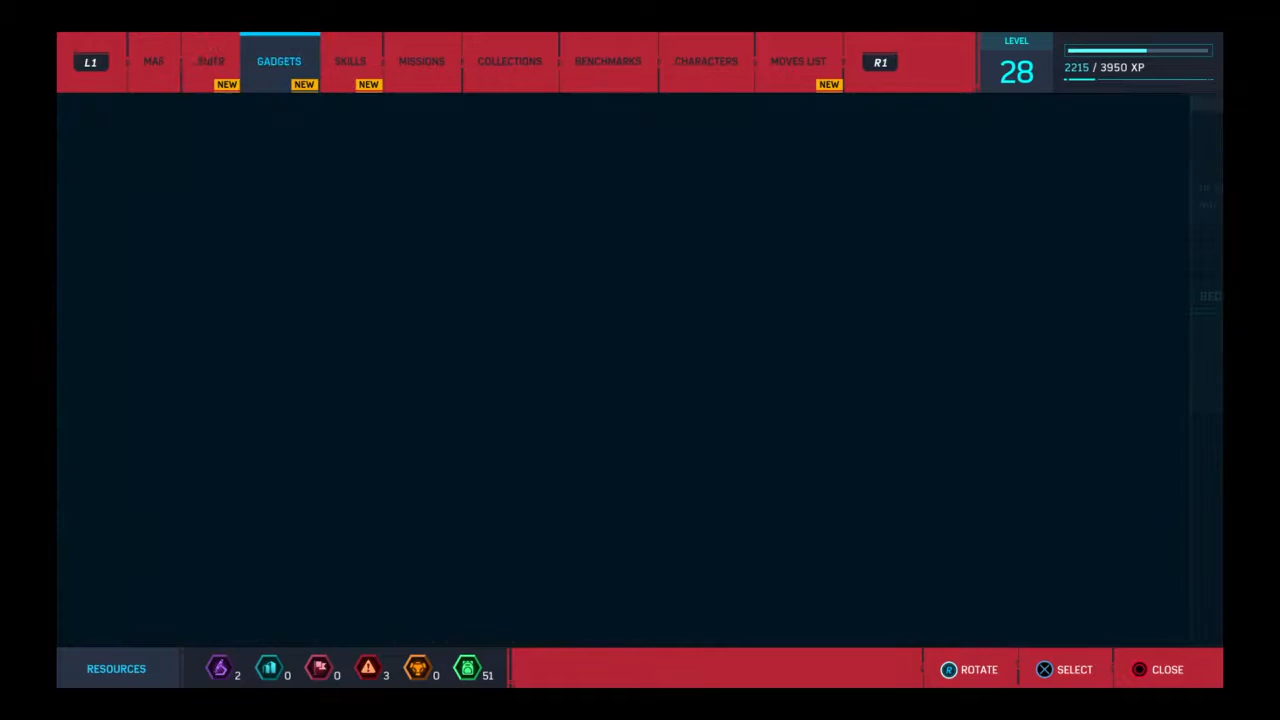 L1 MAP GADGETS SKILLS MISSIONS COLLECTIONS BENCHMARKS CHARACTERS MOVES LIST R1
NEW NEW NEW NEW
LEVEL
28
2215 / 3950 XP
RESOURCES 2 0 0 3 0 51
R ROTATE SELECT CLOSE